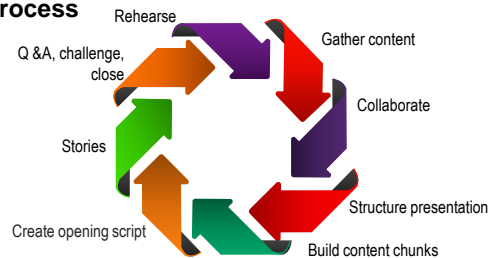 rocess
Rehearse
Gather content
Collaborate
Structure presentation
Build content chunks
Create opening script
Stories
Q &A, challenge,
close